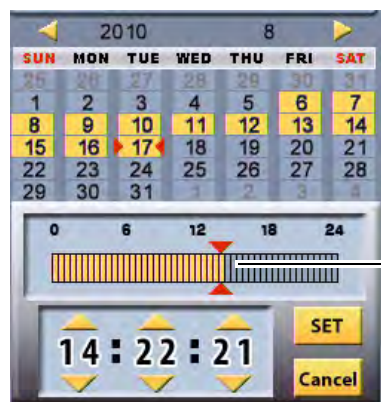 2010 8
SUN MON TUE WED THU FRI SAT
25 26 27 28 29 30 31
1 2 3 4 5 6 7
8 9 10 11 12 13 14
15 16 17 18 19 20 21
22 23 24 25 26 27 28
29 30 31 1 2 3 4
0 6 12 18 24
14 : 22 : 21
SET
Cancel